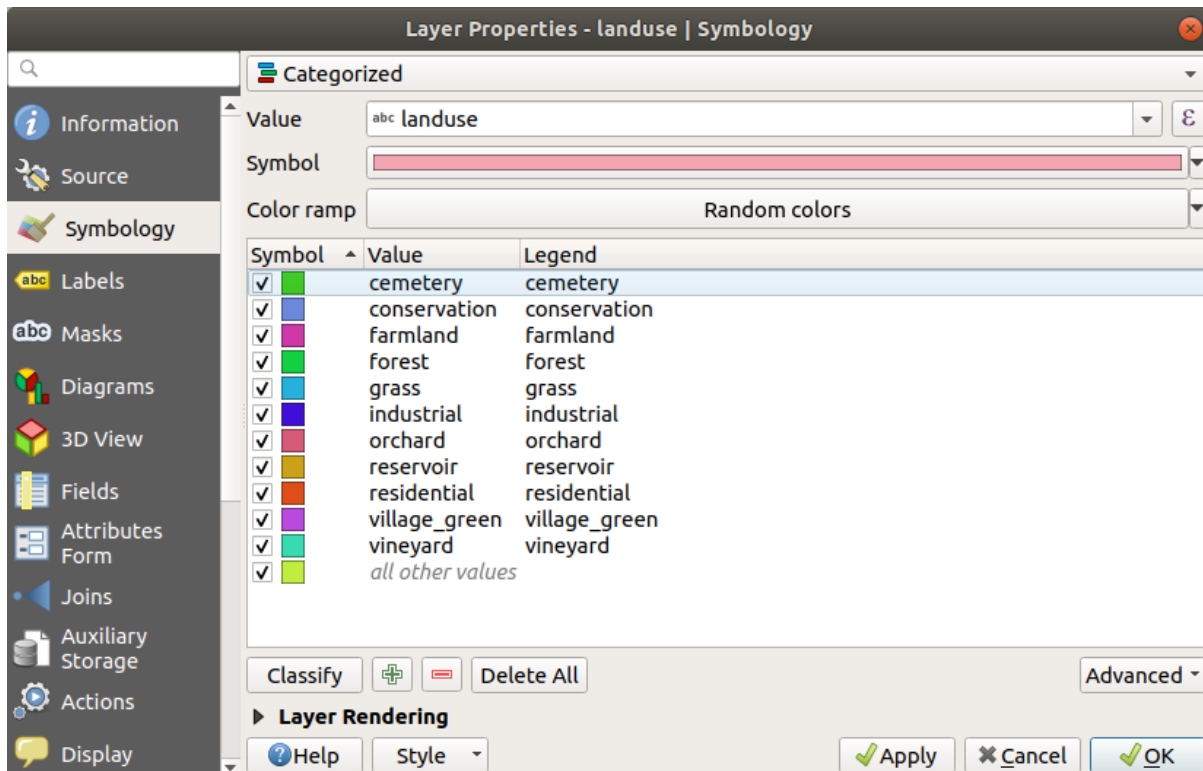 Layer Properties - landuse | Symbology
Information
Source
Symbology
abc Labels
abc Masks
Diagrams
3D View
Fields
Attributes
Form
Joins
Auxiliary
Storage
Actions
Display
Categorized
Value abc landuse ε
Symbol
Color ramp Random colors
Symbol Value Legend
cemetery cemetery
conservation conservation
farmland farmland
forest forest
grass grass
industrial industrial
orchard orchard
reservoir reservoir
residential residential
village_green village_green
vineyard vineyard
all other values
Classify Delete All Advanced
Layer Rendering
Help Style Apply Cancel OK